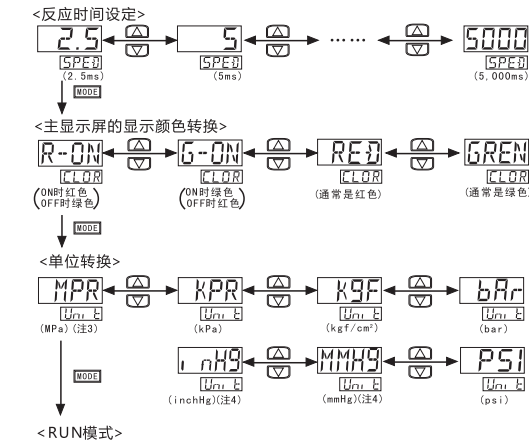 <反应时间设定>
2.5 5 …… 5000
SPED SPED SPED
(2.5ms) (5ms) (5,000ms)
MODE
<主显示屏的显示颜色转换>
R-ON G-ON RED GREN
CLOR CLOR CLOR CLOR
(ON时红色 OFF时绿色) (ON时绿色 OFF时红色) (通常是红色) (通常是绿色)
MODE
<单位转换>
MPA KPA KgF bAr
Unit Unit Unit Unit
(MPa) (注3) (kPa) (kgf/cm²) (bar)
inHg MMHg PSI
MODE
Unit Unit Unit
(inchHg)(注4) (mmHg)(注4) (psi)
<RUN模式>